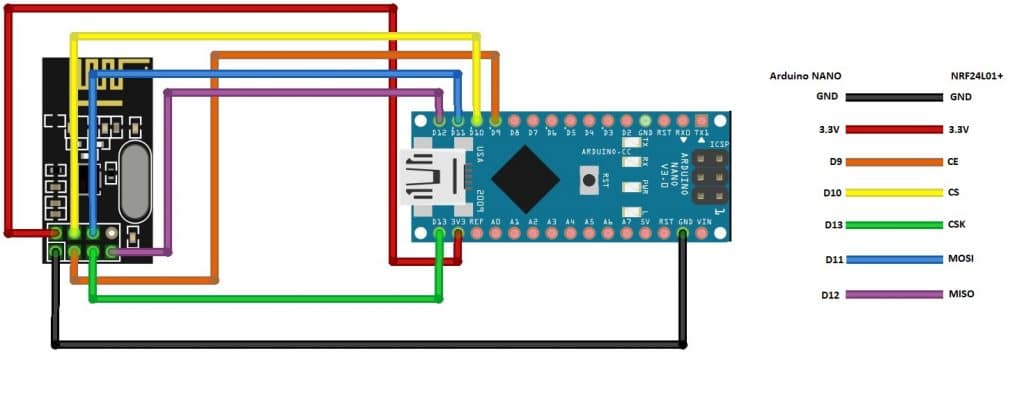 Arduino NANO NRF24L01+
GND GND
3.3V 3.3V
D9 CE
D10 CS
D13 CSK
D11 MOSI
D12 MISO
D12 D11 D10 D9 D8 D7 D6 D5 D4 D3 D2 GND RST RX0 TX1
TX
RX
PWR
L
ARDUINO.CC
RST
ARDUINO
NANO
V3.0
ICSP
1
USA
2009
D13 3V3 REF A0 A1 A2 A3 A4 A5 A6 A7 5V RST GND VIN